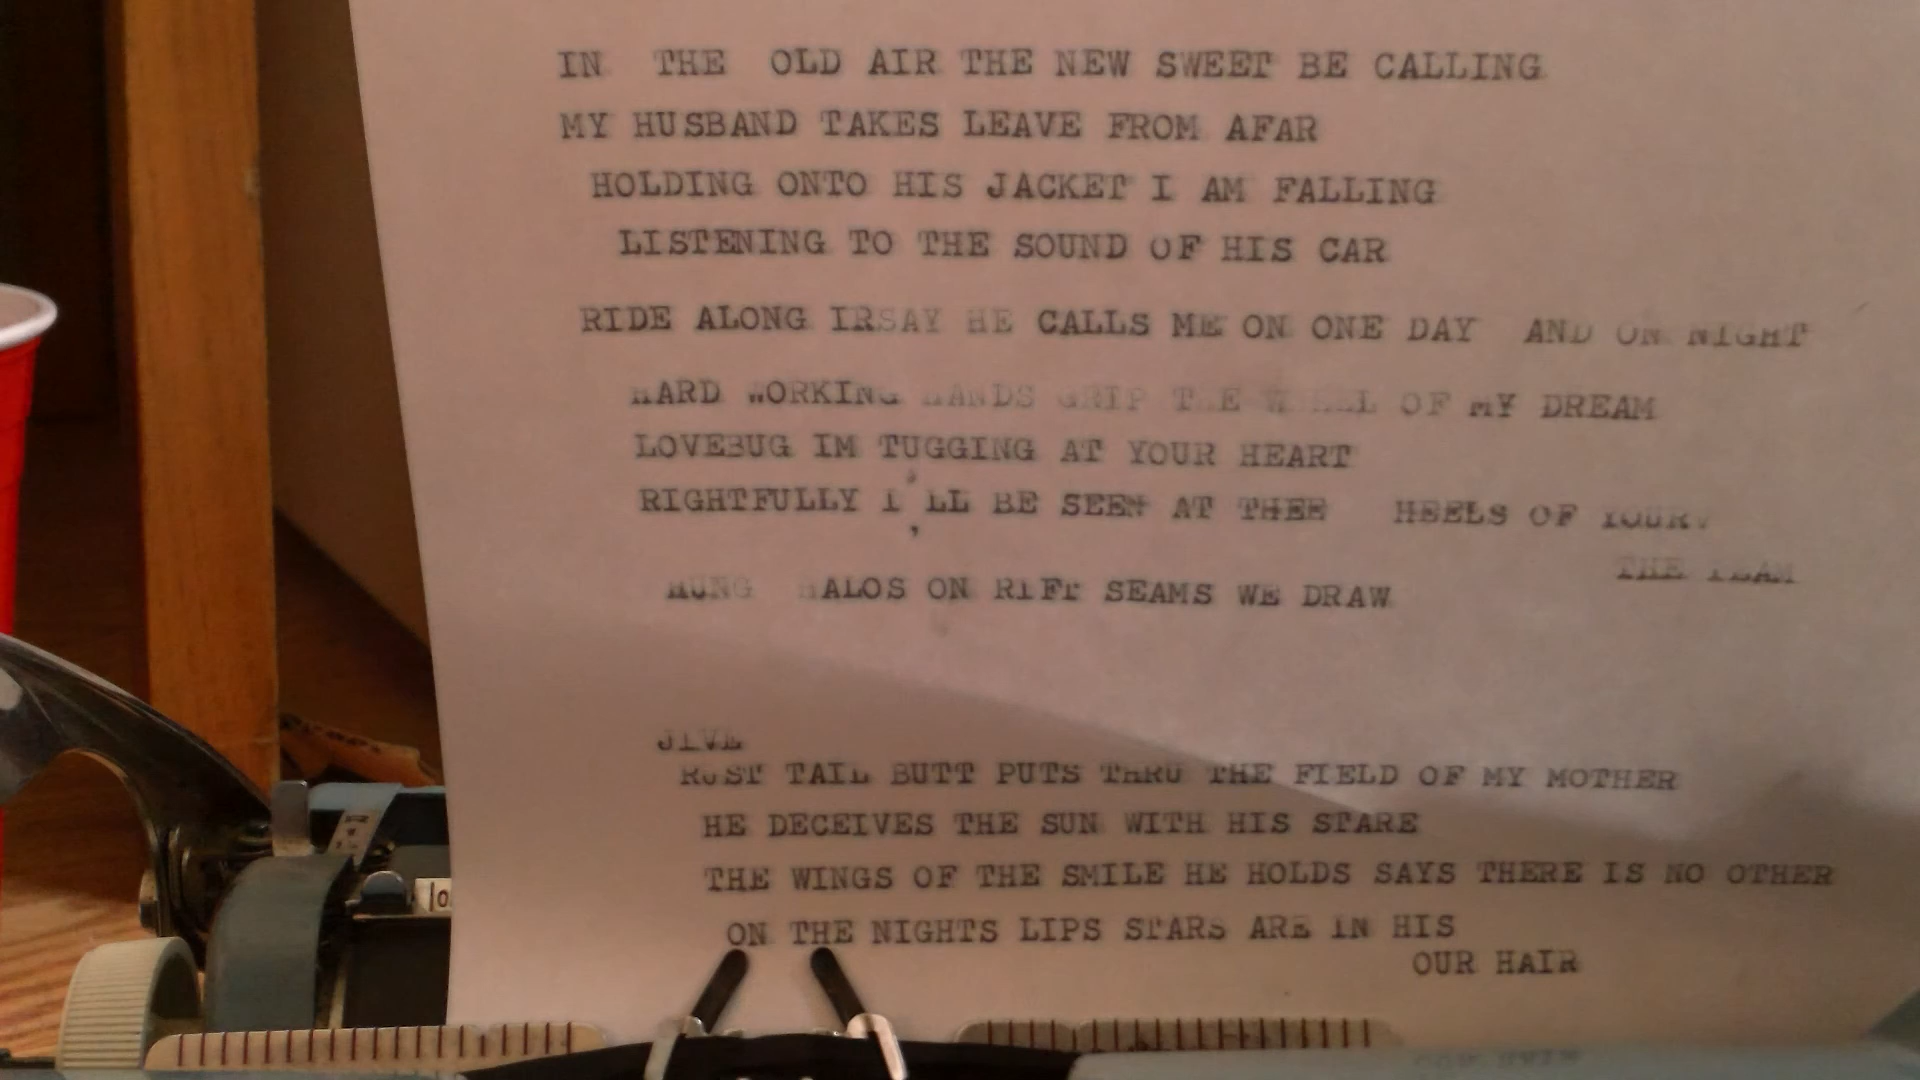 IN THE OLD AIR THE NEW SWEET BE CALLING
MY HUSBAND TAKES LEAVE FROM AFAR
HOLDING ONTO HIS JACKET I AM FALLING
LISTENING TO THE SOUND OF HIS CAR
RIDE ALONG IRSAY HE CALLS ME ON ONE DAY AND ON NIGHT
HARD WORKING HANDS GRIP THE WHEEL OF MY DREAM
LOVEBUG IM TUGGING AT YOUR HEART
RIGHTFULLY I'LL BE SEEN AT THEE HEELS OF YOUR
THE TEAM
HUNG HALOS ON RIFT SEAMS WE DRAW
JIVE
RUST TAIL BUTT PUTS THRU THE FIELD OF MY MOTHER
HE DECEIVES THE SUN WITH HIS STARE
THE WINGS OF THE SMILE HE HOLDS SAYS THERE IS NO OTHER
ON THE NIGHTS LIPS STARS ARE IN HIS
OUR HAIR